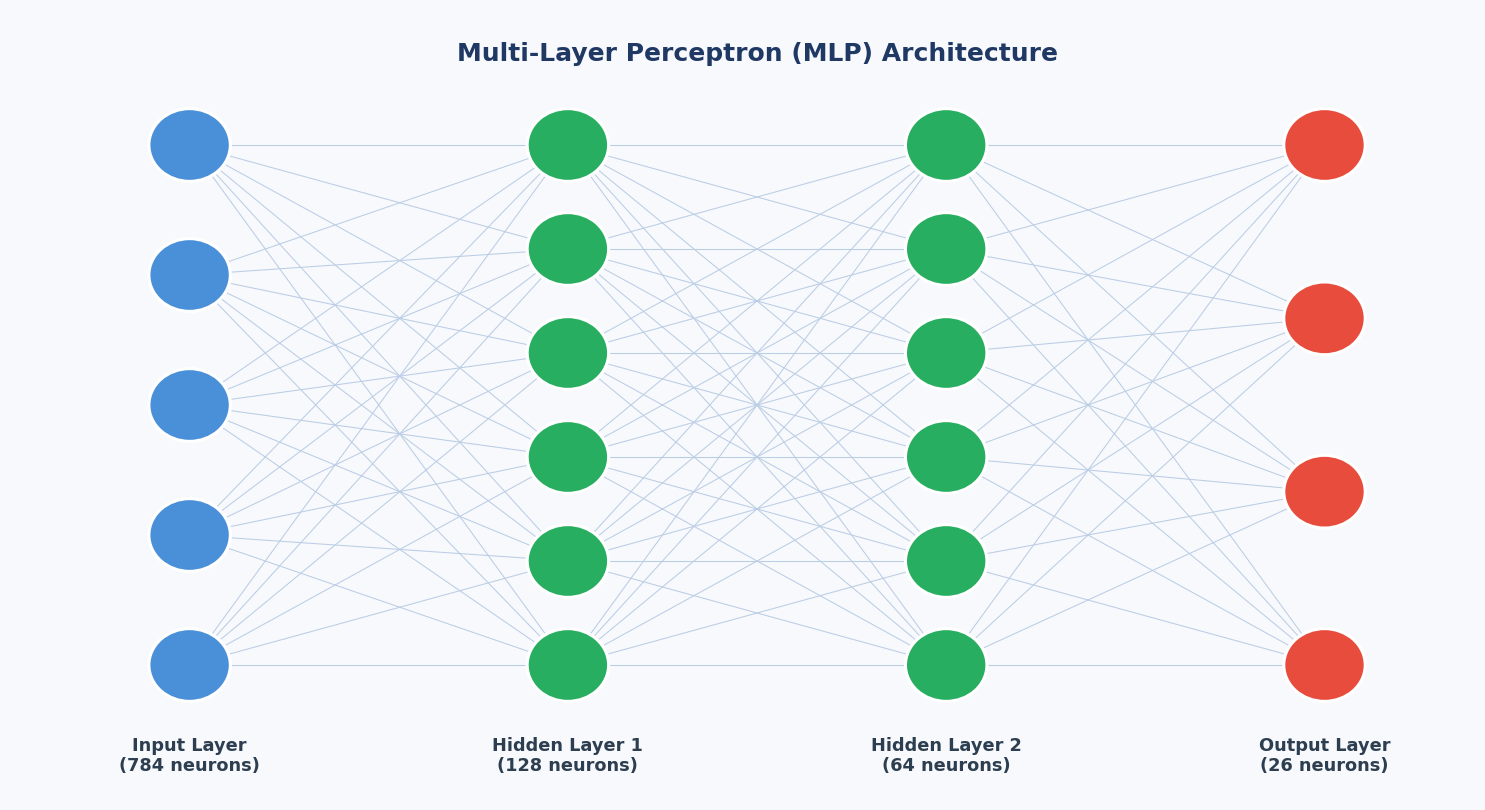 Multi-Layer Perceptron (MLP) Architecture
Input Layer
(784 neurons)
Hidden Layer 1
(128 neurons)
Hidden Layer 2
(64 neurons)
Output Layer
(26 neurons)